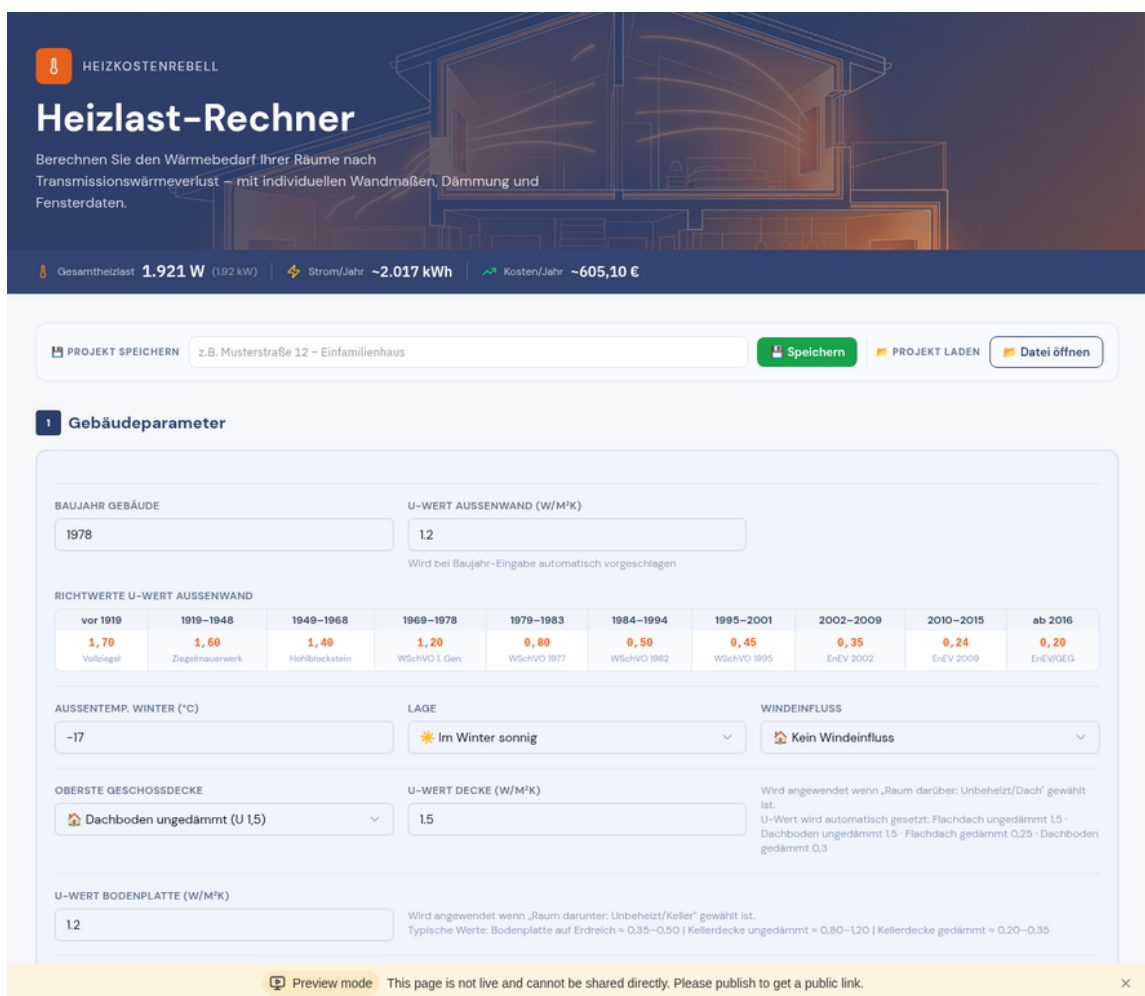 HEIZKOSTENREBELL
Heizlast-Rechner
Berechnen Sie den Wärmebedarf Ihrer Räume nach
Transmissionswärmeverlust – mit individuellen Wandmaßen, Dämmung und
Fensterdaten.
Gesamtheizlast 1.921 W (1.92 kW) Strom/Jahr ~2.017 kWh Kosten/Jahr ~605,10 €
PROJEKT SPEICHERN z.B. Musterstraße 12 – Einfamilienhaus Speichern PROJEKT LADEN Datei öffnen
1 Gebäudeparameter
BAUJAHR GEBÄUDE U-WERT AUSSENWAND (W/M²K)
1978 1.2
Wird bei Baujahr-Eingabe automatisch vorgeschlagen
RICHTWERTE U-WERT AUSSENWAND
vor 1919 1919–1948 1949–1968 1969–1978 1979–1983 1984–1994 1995–2001 2002–2009 2010–2015 ab 2016
1,70 1,60 1,40 1,20 0,80 0,50 0,45 0,35 0,24 0,20
Vollziegel Ziegelmauerwerk Hohlblockstein WSchVO 1. Gen. WSchVO 1977 WSchVO 1982 WSchVO 1995 EnEV 2002 EnEV 2009 EnEV/GEG
AUSSENTEMP. WINTER (°C) LAGE WINDEINFLUSS
-17 Im Winter sonnig Kein Windeinfluss
OBERSTE GESCHOSSDECKE U-WERT DECKE (W/M²K)
Dachboden ungedämmt (U 1,5) 1.5
Wird angewendet wenn „Raum darüber: Unbeheizt/Dach" gewählt
ist.
U-Wert wird automatisch gesetzt: Flachdach ungedämmt 1,5 ·
Dachboden ungedämmt 1,5 · Flachdach gedämmt 0,25 · Dachboden
gedämmt 0,3
U-WERT BODENPLATTE (W/M²K)
1.2
Wird angewendet wenn „Raum darunter: Unbeheizt/Keller" gewählt ist.
Typische Werte: Bodenplatte auf Erdreich ≈ 0,35–0,50 | Kellerdecke ungedämmt ≈ 0,80–1,20 | Kellerdecke gedämmt ≈ 0,20–0,35
Preview mode This page is not live and cannot be shared directly. Please publish to get a public link.